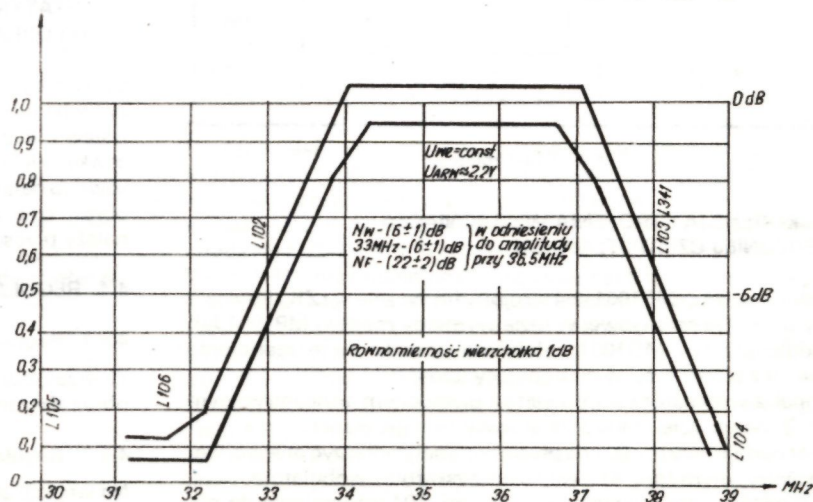 1,0
0,9
0,8
0,7
0,6
0,5
0,4
0,3
0,2
0,1
0
30
31
32
33
34
35
36
37
38
39
MHz
0 dB
-6dB
L105
L106
L102
L103, L341
L104
UWE=const.
UARW≈2,2V
NW-(6±1)dB
33MHz-(6±1)dB
NF-(22±2)dB
w odniesieniu
do amplitudy
przy 36,5MHz
Równomierność wierzchołka 1dB